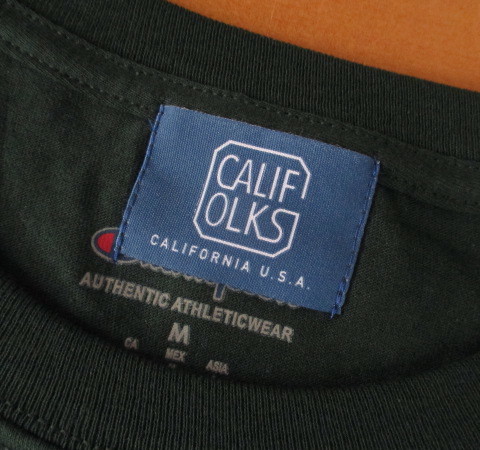 CALIF
OLKS
CALIFORNIA U.S.A.
AUTHENTIC ATHLETICWEAR
M
CA MEX ASIA